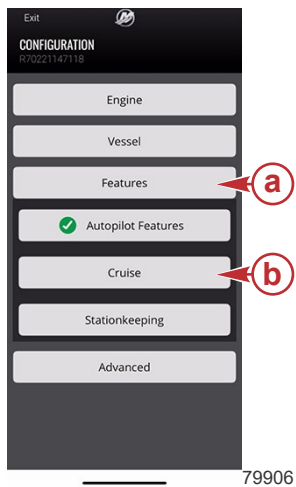 Exit
CONFIGURATION
R70221147118
Engine
Vessel
Features
a
Autopilot Features
Cruise
b
Stationkeeping
Advanced
79906